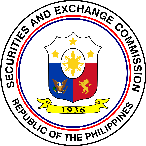 SECURITIES AND EXCHANGE COMMISSION
1936
REPUBLIC OF THE PHILIPPINES